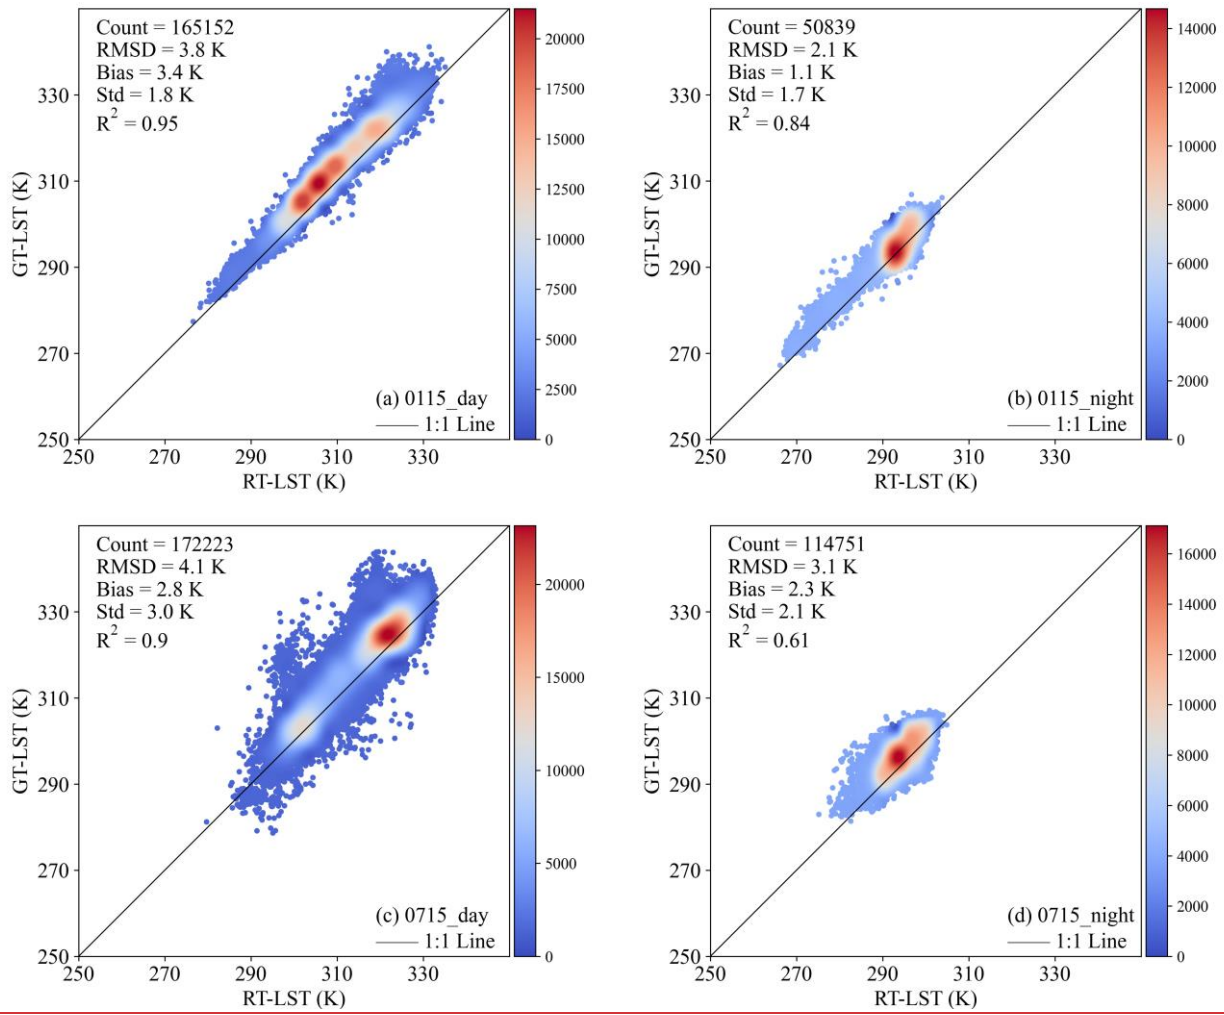 Count = 165152
RMSD = 3.8 K
Bias = 3.4 K
Std = 1.8 K
R² = 0.95
330
310
290
270
250
GT-LST (K)
(a) 0115_day
1:1 Line
250 270 290 310 330
RT-LST (K)
20000
17500
15000
12500
10000
7500
5000
2500
0
Count = 50839
RMSD = 2.1 K
Bias = 1.1 K
Std = 1.7 K
R² = 0.84
330
310
290
270
250
GT-LST (K)
(b) 0115_night
1:1 Line
250 270 290 310 330
RT-LST (K)
14000
12000
10000
8000
6000
4000
2000
0
Count = 172223
RMSD = 4.1 K
Bias = 2.8 K
Std = 3.0 K
R² = 0.9
330
310
290
270
250
GT-LST (K)
(c) 0715_day
1:1 Line
250 270 290 310 330
RT-LST (K)
20000
15000
10000
5000
0
Count = 114751
RMSD = 3.1 K
Bias = 2.3 K
Std = 2.1 K
R² = 0.61
330
310
290
270
250
GT-LST (K)
(d) 0715_night
1:1 Line
250 270 290 310 330
RT-LST (K)
16000
14000
12000
10000
8000
6000
4000
2000
0